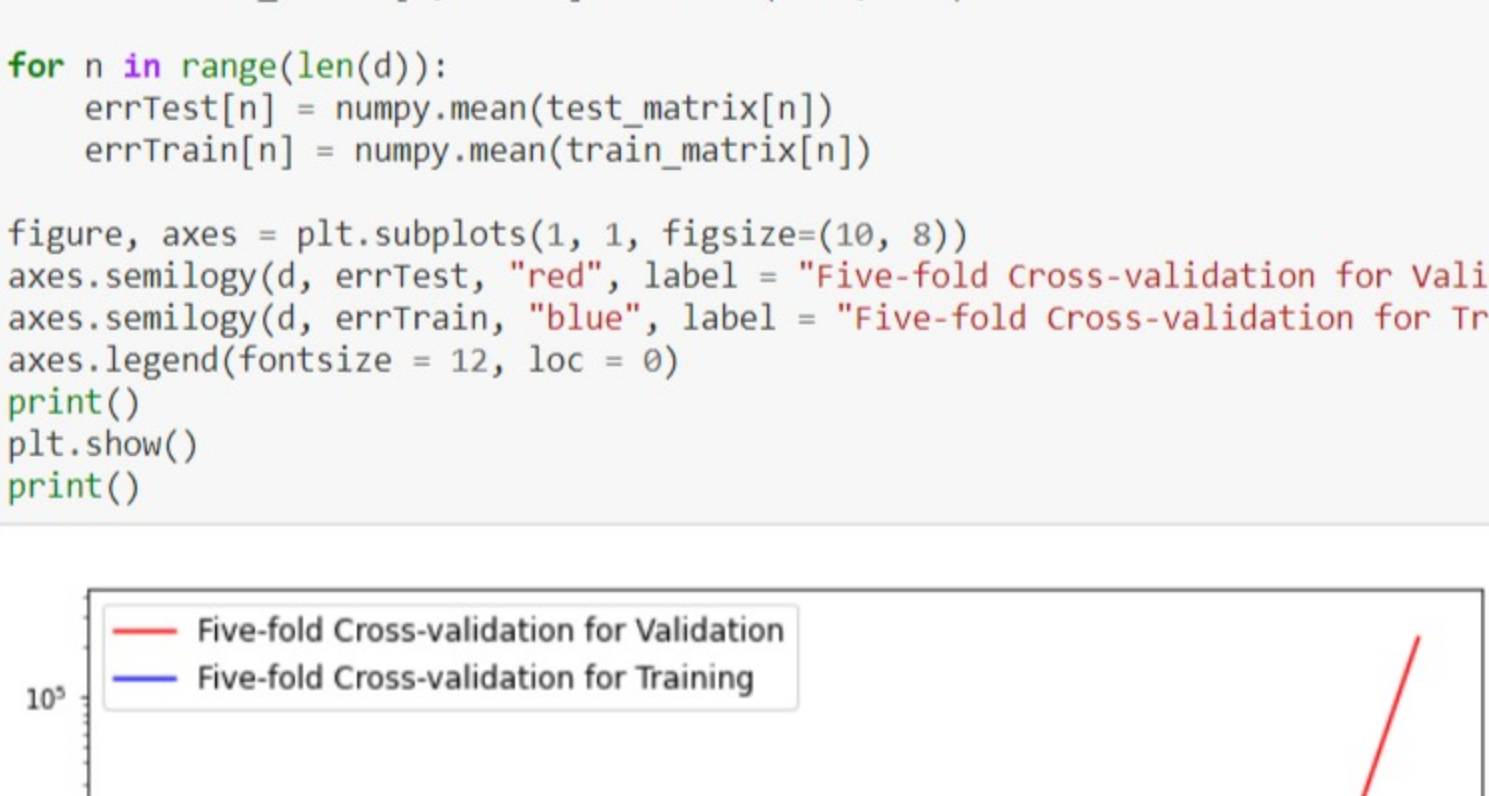 for n in range(len(d)):
    errTest[n] = numpy.mean(test_matrix[n])
    errTrain[n] = numpy.mean(train_matrix[n])
figure, axes = plt.subplots(1, 1, figsize=(10, 8))
axes.semilogy(d, errTest, "red", label = "Five-fold Cross-validation for Vali
axes.semilogy(d, errTrain, "blue", label = "Five-fold Cross-validation for Tr
axes.legend(fontsize = 12, loc = 0)
print()
plt.show()
print()
Five-fold Cross-validation for Validation
Five-fold Cross-validation for Training
10⁵